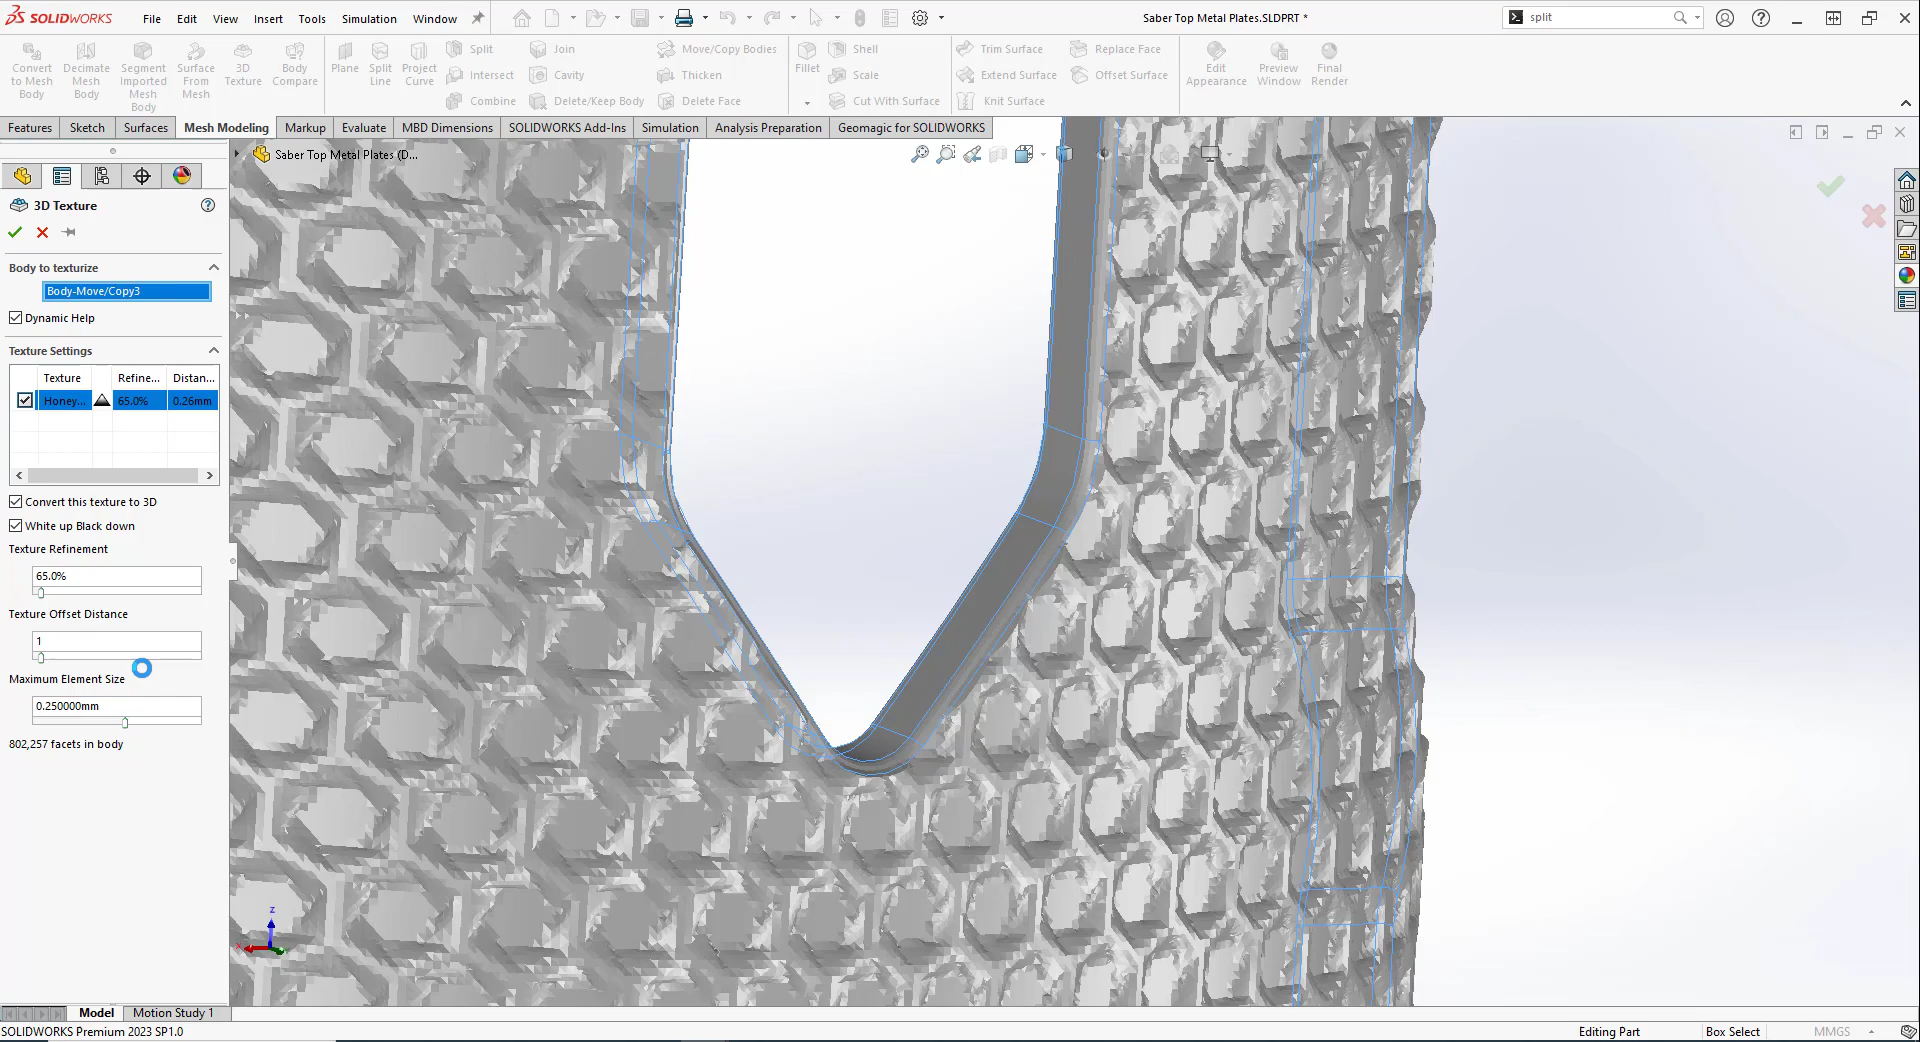 SOLIDWORKS
File Edit View Insert Tools Simulation Window
Saber Top Metal Plates.SLDPRT *
split
Convert to Mesh Body
Decimate Mesh Body
Segment Imported Mesh Body
Surface From Mesh
3D Texture
Body Compare
Plane
Split Line
Project Curve
Split
Intersect
Combine
Join
Cavity
Delete/Keep Body
Move/Copy Bodies
Thicken
Delete Face
Fillet
Shell
Scale
Cut With Surface
Trim Surface
Extend Surface
Knit Surface
Replace Face
Offset Surface
Edit Appearance
Preview Window
Final Render
Features Sketch Surfaces Mesh Modeling Markup Evaluate MBD Dimensions SOLIDWORKS Add-Ins Simulation Analysis Preparation Geomagic for SOLIDWORKS
Saber Top Metal Plates (D...
3D Texture
Body to texturize
Body-Move/Copy3
Dynamic Help
Texture Settings
Texture Refine... Distan...
Honey... 65.0% 0.26mm
Convert this texture to 3D
White up Black down
Texture Refinement
65.0%
Texture Offset Distance
1
Maximum Element Size
0.250000mm
802,257 facets in body
Z
X
Model Motion Study 1
SOLIDWORKS Premium 2023 SP1.0
Editing Part
Box Select
MMGS